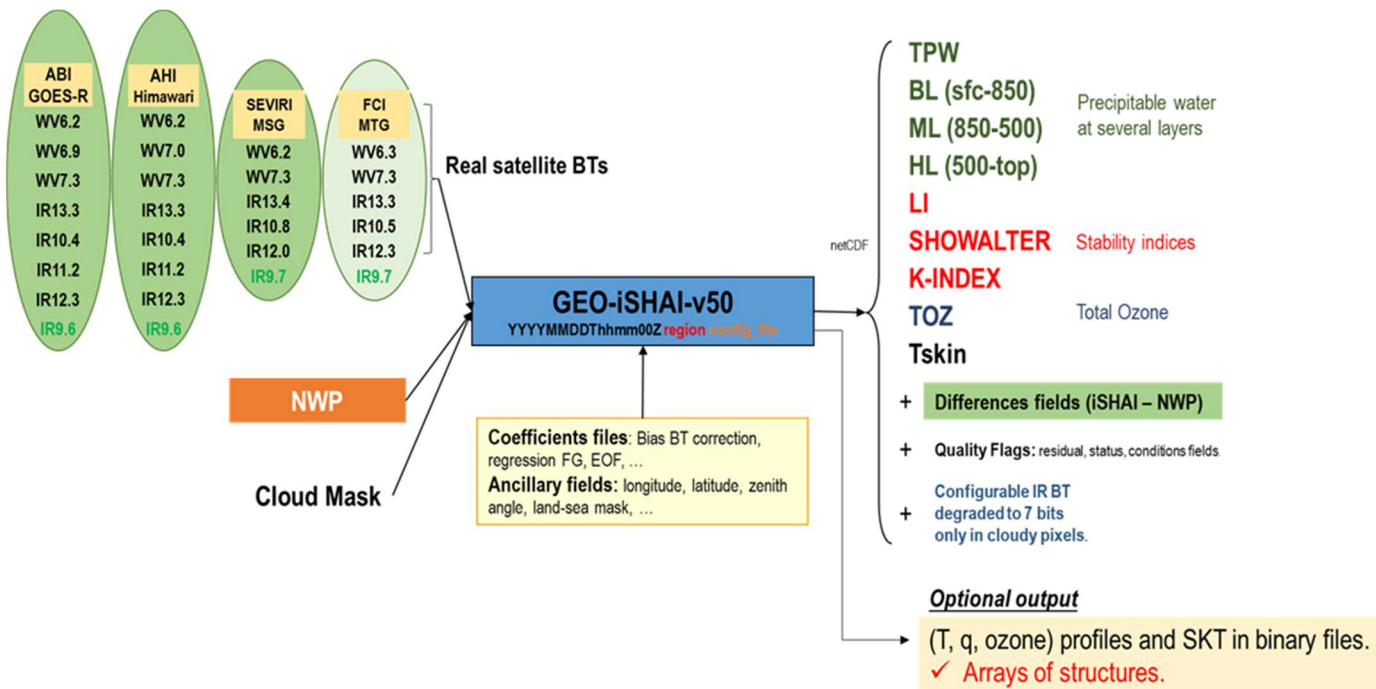 ABI
GOES-R
WV6.2
WV6.9
WV7.3
IR13.3
IR10.4
IR11.2
IR12.3
IR9.6
AHI
Himawari
WV6.2
WV7.0
WV7.3
IR13.3
IR10.4
IR11.2
IR12.3
IR9.6
SEVIRI
MSG
WV6.2
WV7.3
IR13.4
IR10.8
IR12.0
IR9.7
FCI
MTG
WV6.3
WV7.3
IR13.3
IR10.5
IR12.3
IR9.7
Real satellite BTs
NWP
Cloud Mask
GEO-iSHAI-v50
YYYYMMDDThhmm00Z region config_file
Coefficients files: Bias BT correction,
regression FG, EOF, ...
Ancillary fields: longitude, latitude, zenith
angle, land-sea mask, ...
netCDF
TPW
BL (sfc-850)
ML (850-500)
HL (500-top)
Precipitable water
at several layers
LI
SHOWALTER
K-INDEX
Stability indices
TOZ
Total Ozone
Tskin
+ Differences fields (iSHAI – NWP)
+ Quality Flags: residual, status, conditions fields.
+ Configurable IR BT
degraded to 7 bits
only in cloudy pixels.
Optional output
(T, q, ozone) profiles and SKT in binary files.
✓ Arrays of structures.